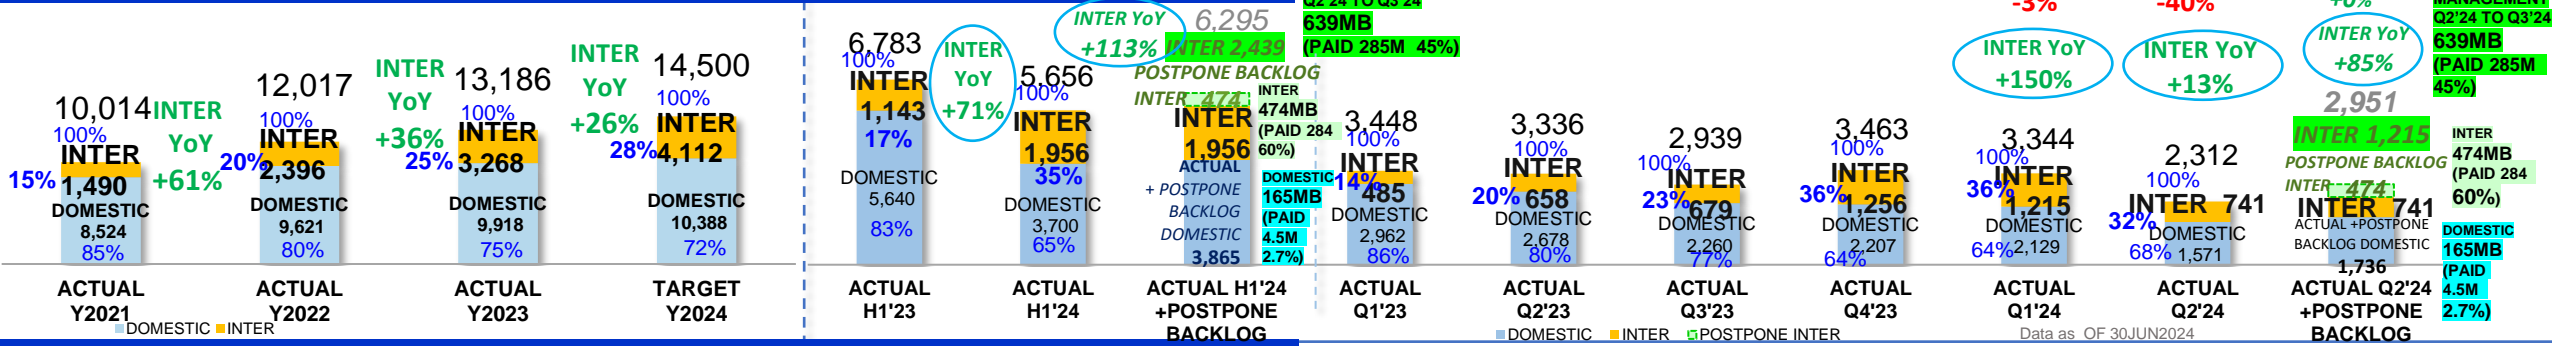 10,014
100%
INTER
1,490
15%
DOMESTIC
8,524
85%
ACTUAL
Y2021
INTER
YoY
+61%
12,017
100%
INTER
2,396
20%
DOMESTIC
9,621
80%
ACTUAL
Y2022
INTER
YoY
+36%
13,186
100%
INTER
3,268
25%
DOMESTIC
9,918
75%
ACTUAL
Y2023
INTER
YoY
+26%
14,500
100%
INTER
4,112
28%
DOMESTIC
10,388
72%
TARGET
Y2024
DOMESTIC INTER
6,783
100%
INTER
1,143
17%
DOMESTIC
5,640
83%
ACTUAL
H1'23
INTER
YoY
+71%
5,656
100%
INTER
1,956
35%
DOMESTIC
3,700
65%
ACTUAL
H1'24
INTER YoY
+113%
6,295
INTER 2,439
POSTPONE BACKLOG
INTER 474
INTER
1,956
ACTUAL
+ POSTPONE
BACKLOG
DOMESTIC
3,865
ACTUAL H1'24
+POSTPONE
BACKLOG
Q2'24 TO Q3'24
639MB
(PAID 285M 45%)
INTER
474MB
(PAID 284
60%)
DOMESTIC
165MB
(PAID
4.5M
2.7%)
3,448
100%
INTER
14%
485
DOMESTIC
2,962
86%
ACTUAL
Q1'23
3,336
100%
INTER
20%
658
DOMESTIC
2,678
80%
ACTUAL
Q2'23
2,939
100%
INTER
23%
679
DOMESTIC
2,260
77%
ACTUAL
Q3'23
3,463
100%
INTER
36%
1,256
DOMESTIC
2,207
64%
ACTUAL
Q4'23
-3%
INTER YoY
+150%
3,344
100%
INTER
36%
1,215
DOMESTIC
2,129
64%
ACTUAL
Q1'24
-40%
INTER YoY
+13%
2,312
100%
INTER 741
32%
DOMESTIC
1,571
68%
ACTUAL
Q2'24
+0%
INTER YoY
+85%
2,951
INTER 1,215
POSTPONE BACKLOG
INTER 474
INTER 741
ACTUAL +POSTPONE
BACKLOG DOMESTIC
1,736
ACTUAL Q2'24
+POSTPONE
BACKLOG
MANAGEMENT
Q2'24 TO Q3'24
639MB
(PAID 285M
45%)
INTER
474MB
(PAID 284
60%)
DOMESTIC
165MB
(PAID
4.5M
2.7%)
DOMESTIC INTER POSTPONE INTER
Data as OF 30JUN2024